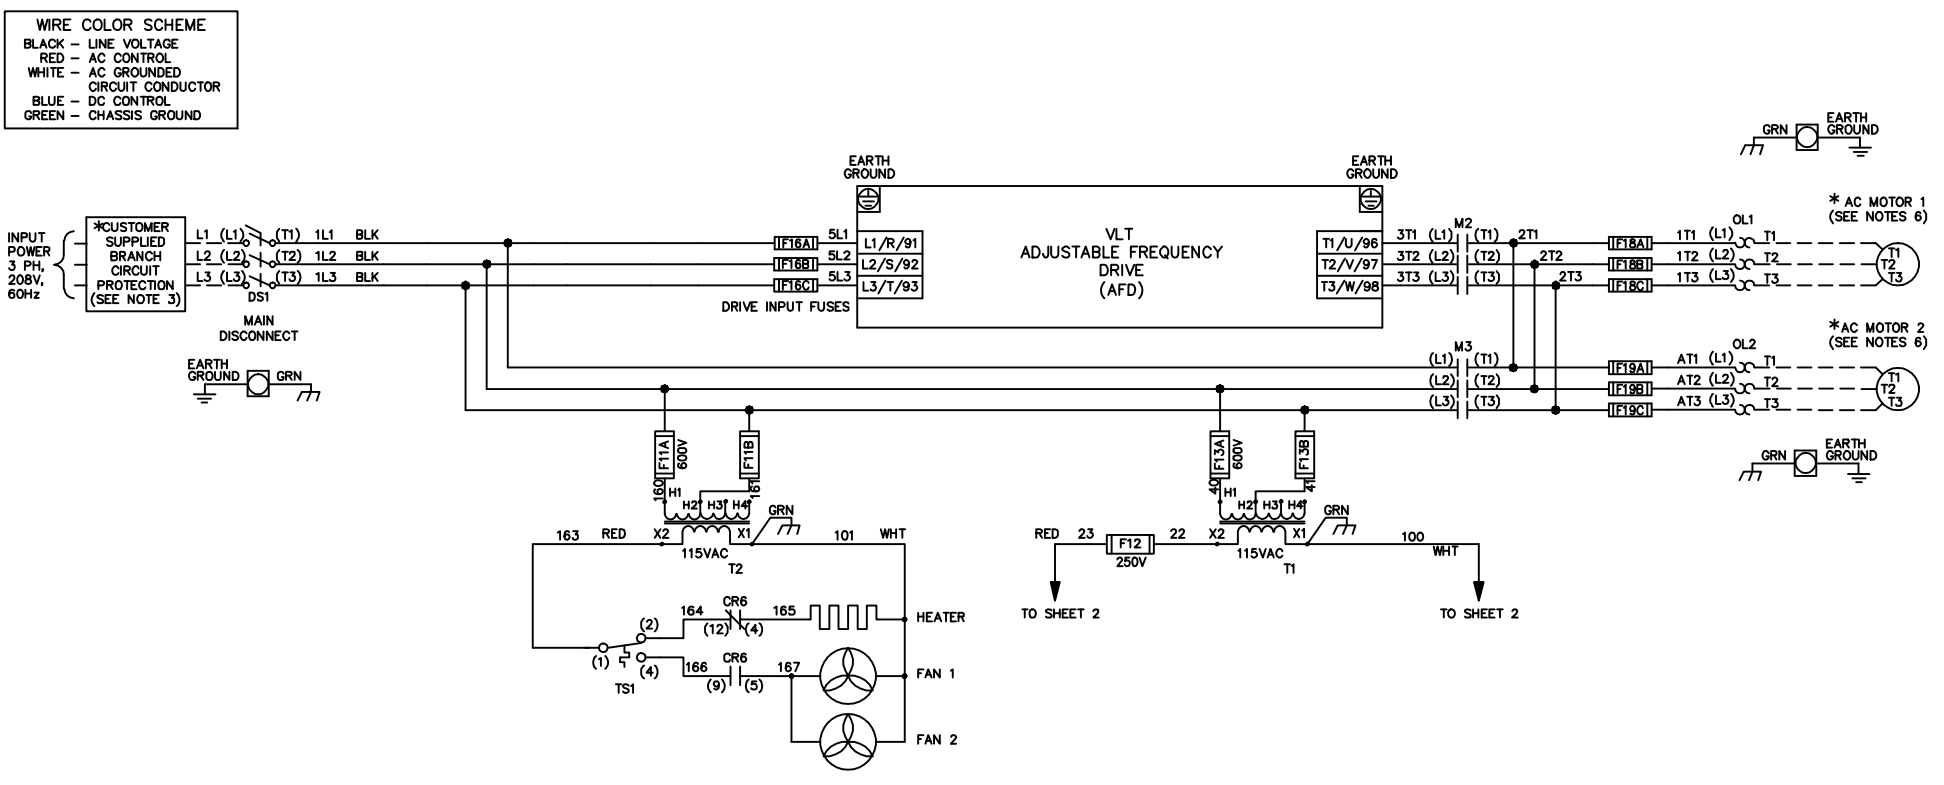 WIRE COLOR SCHEME
BLACK – LINE VOLTAGE
RED – AC CONTROL
WHITE – AC GROUNDED
CIRCUIT CONDUCTOR
BLUE – DC CONTROL
GREEN – CHASSIS GROUND
GRN
EARTH
GROUND
EARTH
GROUND
EARTH
GROUND
INPUT
POWER
3 PH,
208V,
60Hz
*CUSTOMER
SUPPLIED
BRANCH
CIRCUIT
PROTECTION
(SEE NOTE 3)
L1 (L1) (T1) 1L1 BLK
L2 (L2) (T2) 1L2 BLK
L3 (L3) (T3) 1L3 BLK
DS1
MAIN
DISCONNECT
EARTH
GROUND
GRN
F16A 5L1 L1/R/91
F16B 5L2 L2/S/92
F16C 5L3 L3/T/93
DRIVE INPUT FUSES
VLT
ADJUSTABLE FREQUENCY
DRIVE
(AFD)
M2
T1/U/96 3T1 (L1) (T1) 2T1
T2/V/97 3T2 (L2) (T2) 2T2
T3/W/98 3T3 (L3) (T3) 2T3
OL1
F18A 1T1 (L1) T1
F18B 1T2 (L2) T2
F18C 1T3 (L3) T3
* AC MOTOR 1
(SEE NOTES 6)
T1
T2
T3
M3
(L1) (T1)
(L2) (T2)
(L3) (T3)
OL2
F19A AT1 (L1) T1
F19B AT2 (L2) T2
F19C AT3 (L3) T3
*AC MOTOR 2
(SEE NOTES 6)
T1
T2
T3
GRN
EARTH
GROUND
F11A
600V
F11B
160
161
H1 H2 H3 H4
GRN
163 RED X2 X1 101 WHT
115VAC
T2
F13A
600V
F13B
40
41
H1 H2 H3 H4
GRN
RED 23 F12 22 X2 X1 100
WHT
250V
115VAC
T1
TO SHEET 2
TO SHEET 2
CR6
164 165
(12) (4)
HEATER
(2)
(1)
(4)
TS1
CR6
166 167
(9) (5)
FAN 1
FAN 2